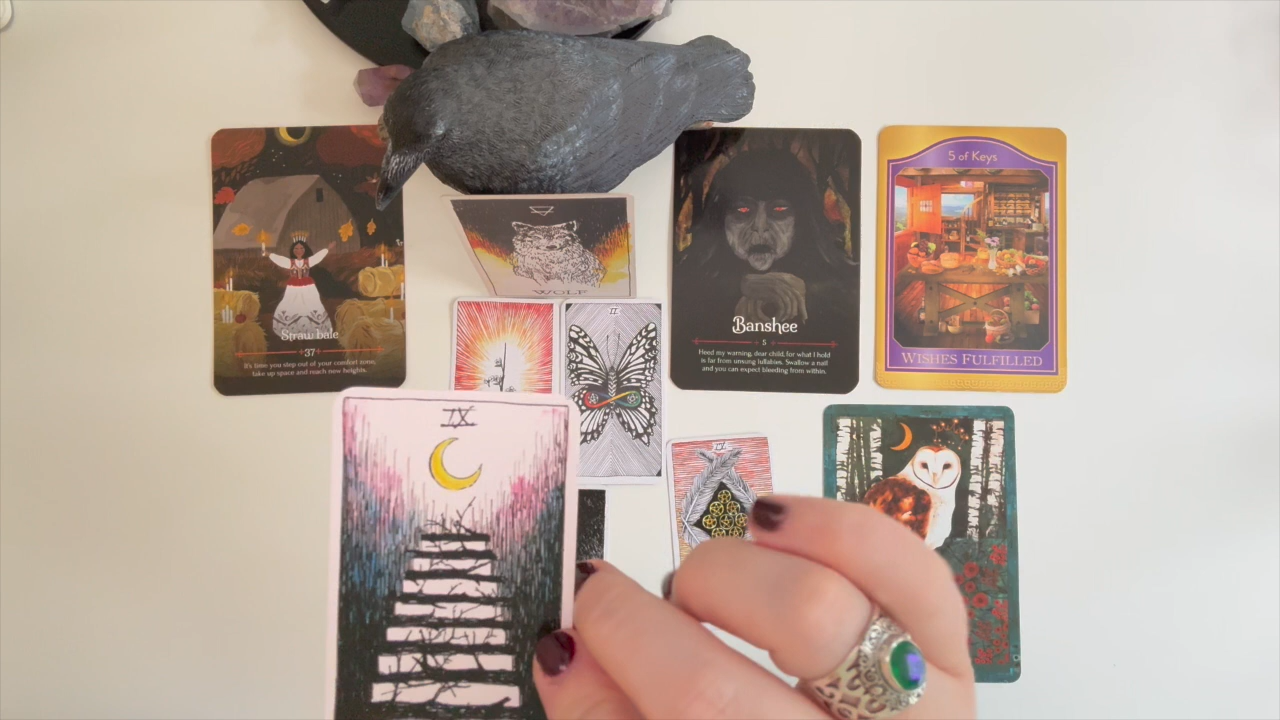 Straw bale
37
It's time you step out of your comfort zone,
take up space and reach new heights.
WOLF
II
Banshee
5
Heed my warning, dear child, for what I hold
is far from unsung lullabies. Swallow a nail
and you can expect bleeding from within.
5 of Keys
WISHES FULFILLED
IX